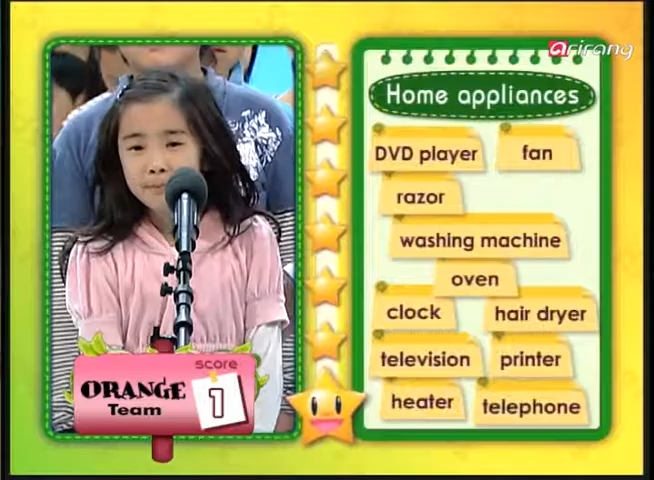 arirang
Home appliances
DVD player
fan
razor
washing machine
oven
clock
hair dryer
television
printer
heater
telephone
score
ORANGE
Team
1